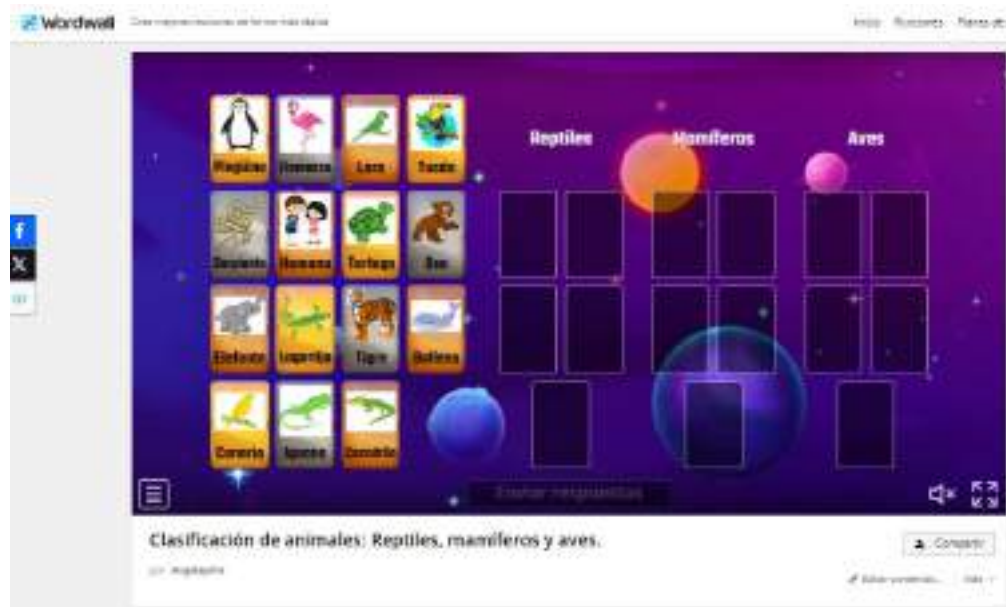 Wordwall
Reptiles Mamíferos Aves
Pingüino Flamenco Loro Tucán
Serpiente Humano Tortuga Oso
Elefante Lagartija Tigre Ballena
Canario Iguana Cocodrilo
Enviar respuestas
Clasificación de animales: Reptiles, mamíferos y aves.
Compartir